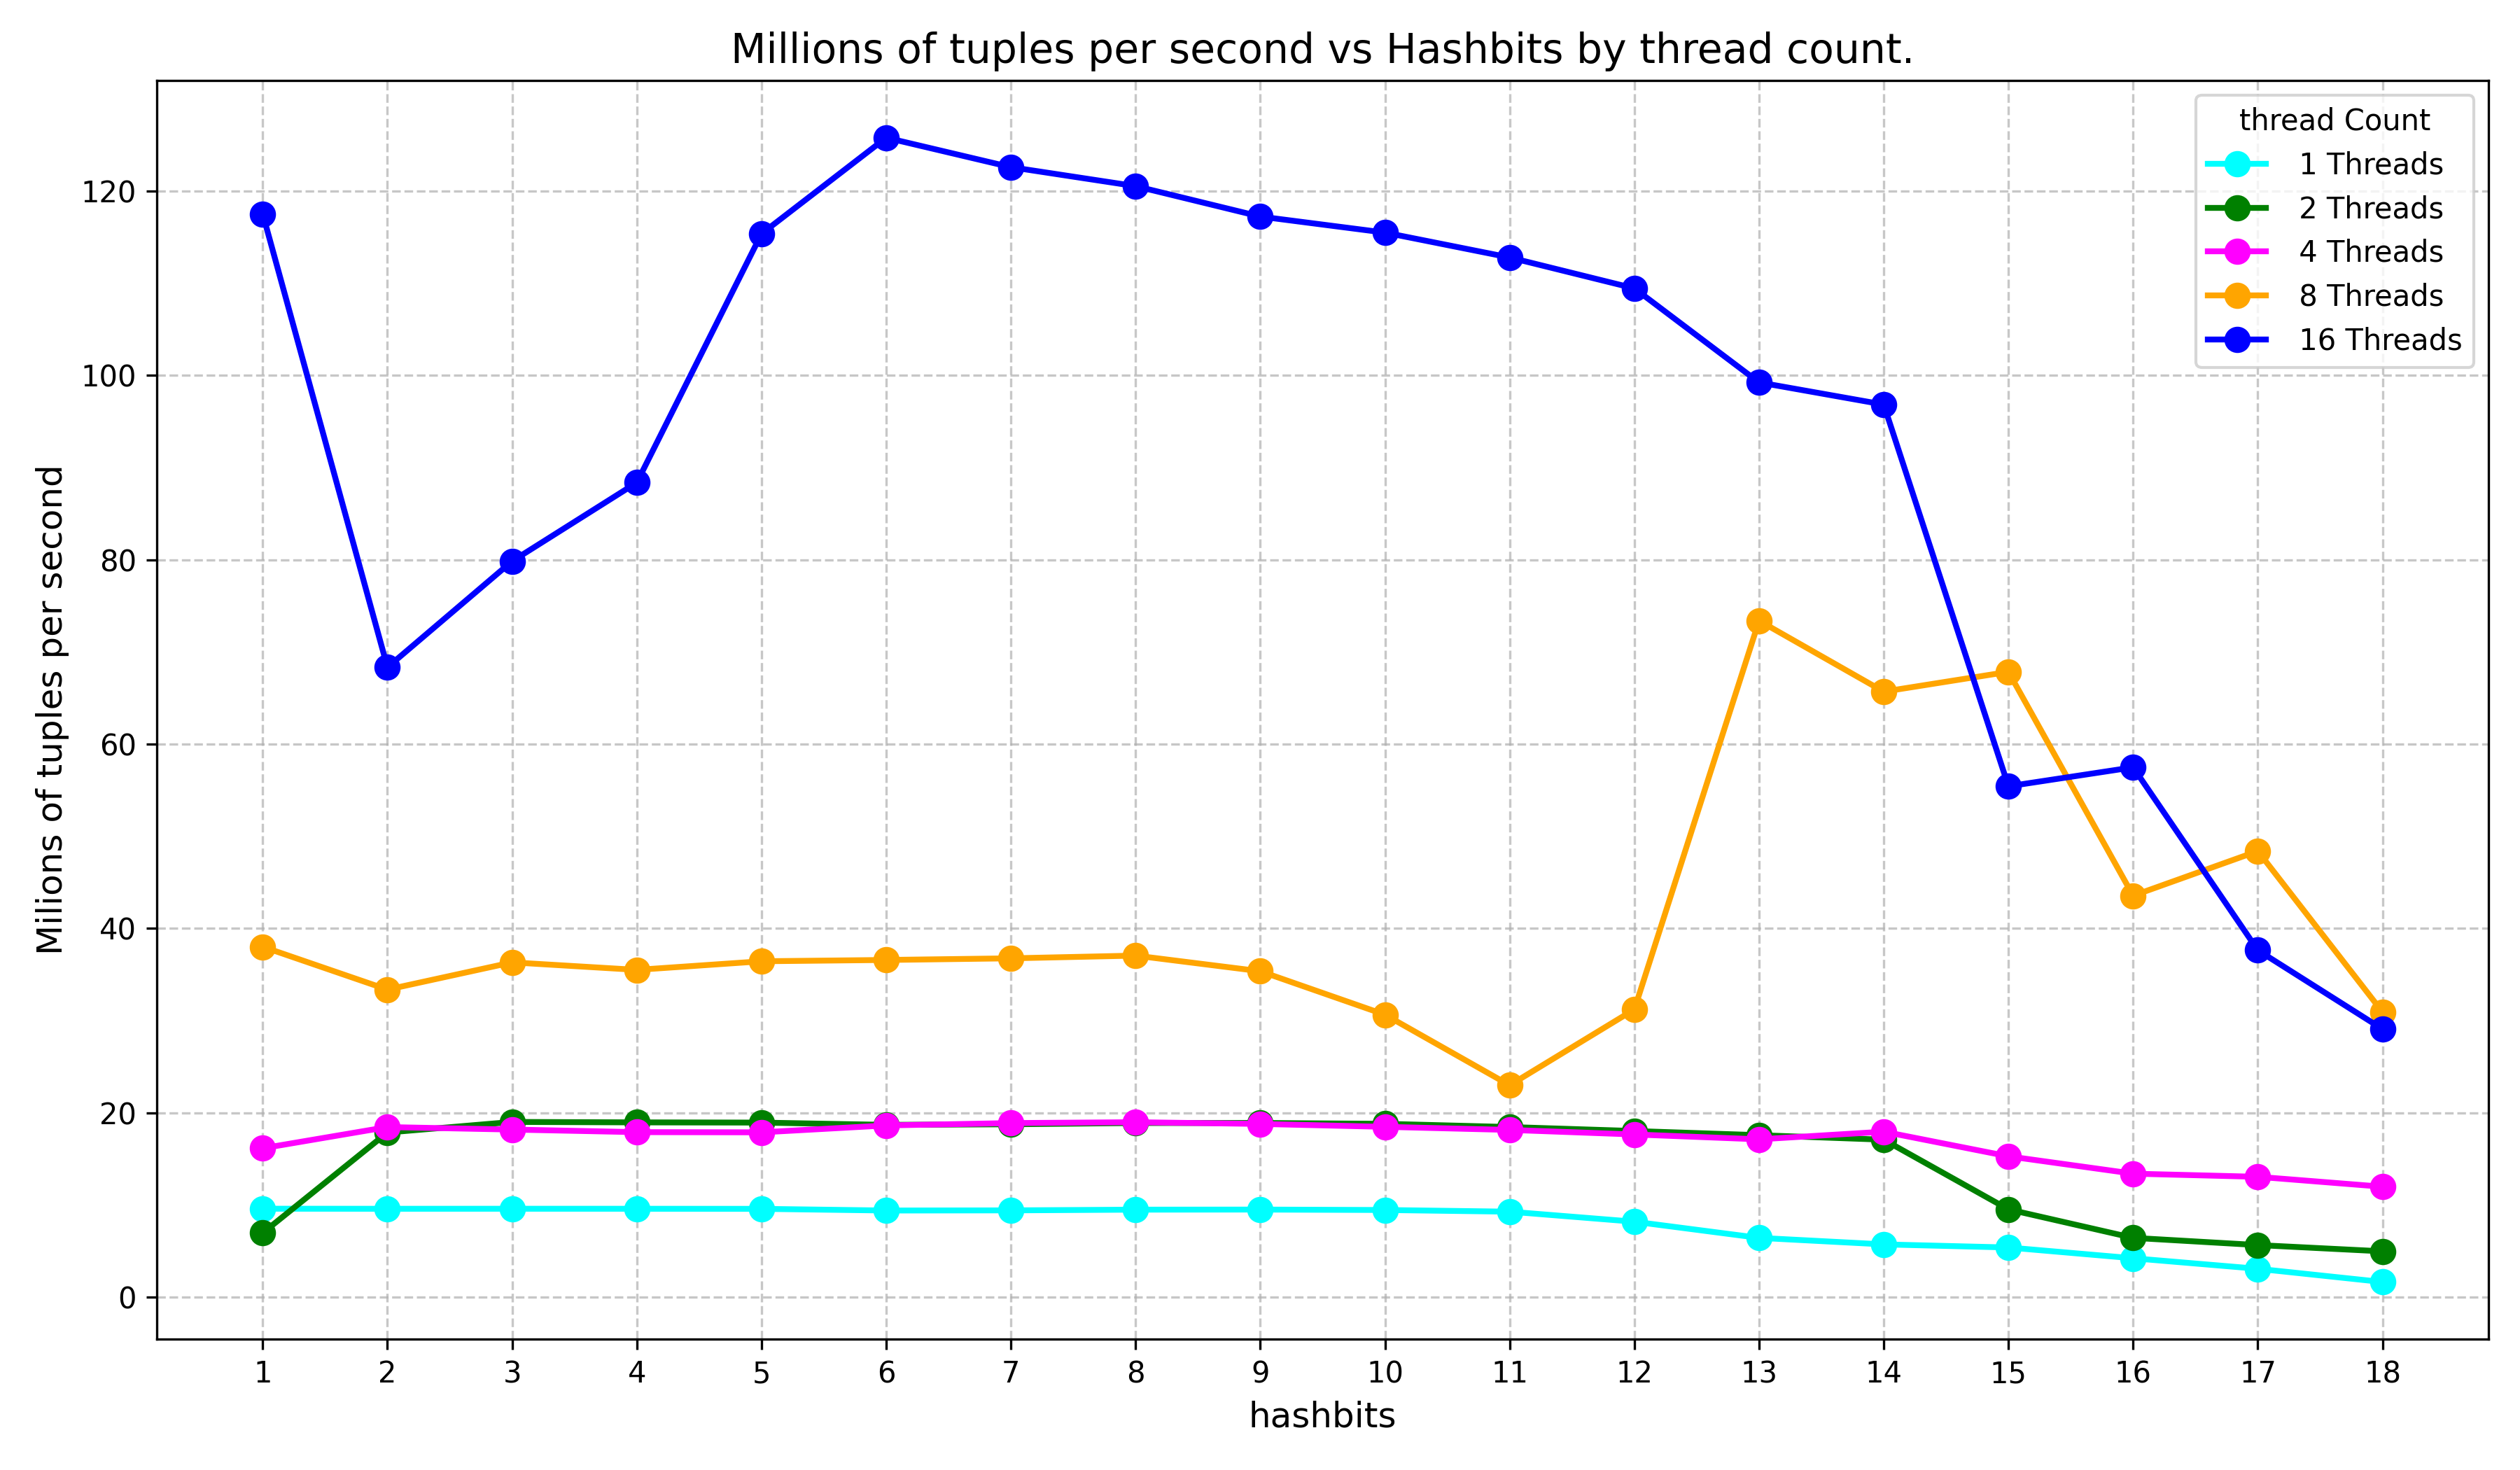 Millions of tuples per second vs Hashbits by thread count.
thread Count
1 Threads
2 Threads
4 Threads
8 Threads
16 Threads
Milions of tuples per second
120
100
80
60
40
20
0
1 2 3 4 5 6 7 8 9 10 11 12 13 14 15 16 17 18
hashbits